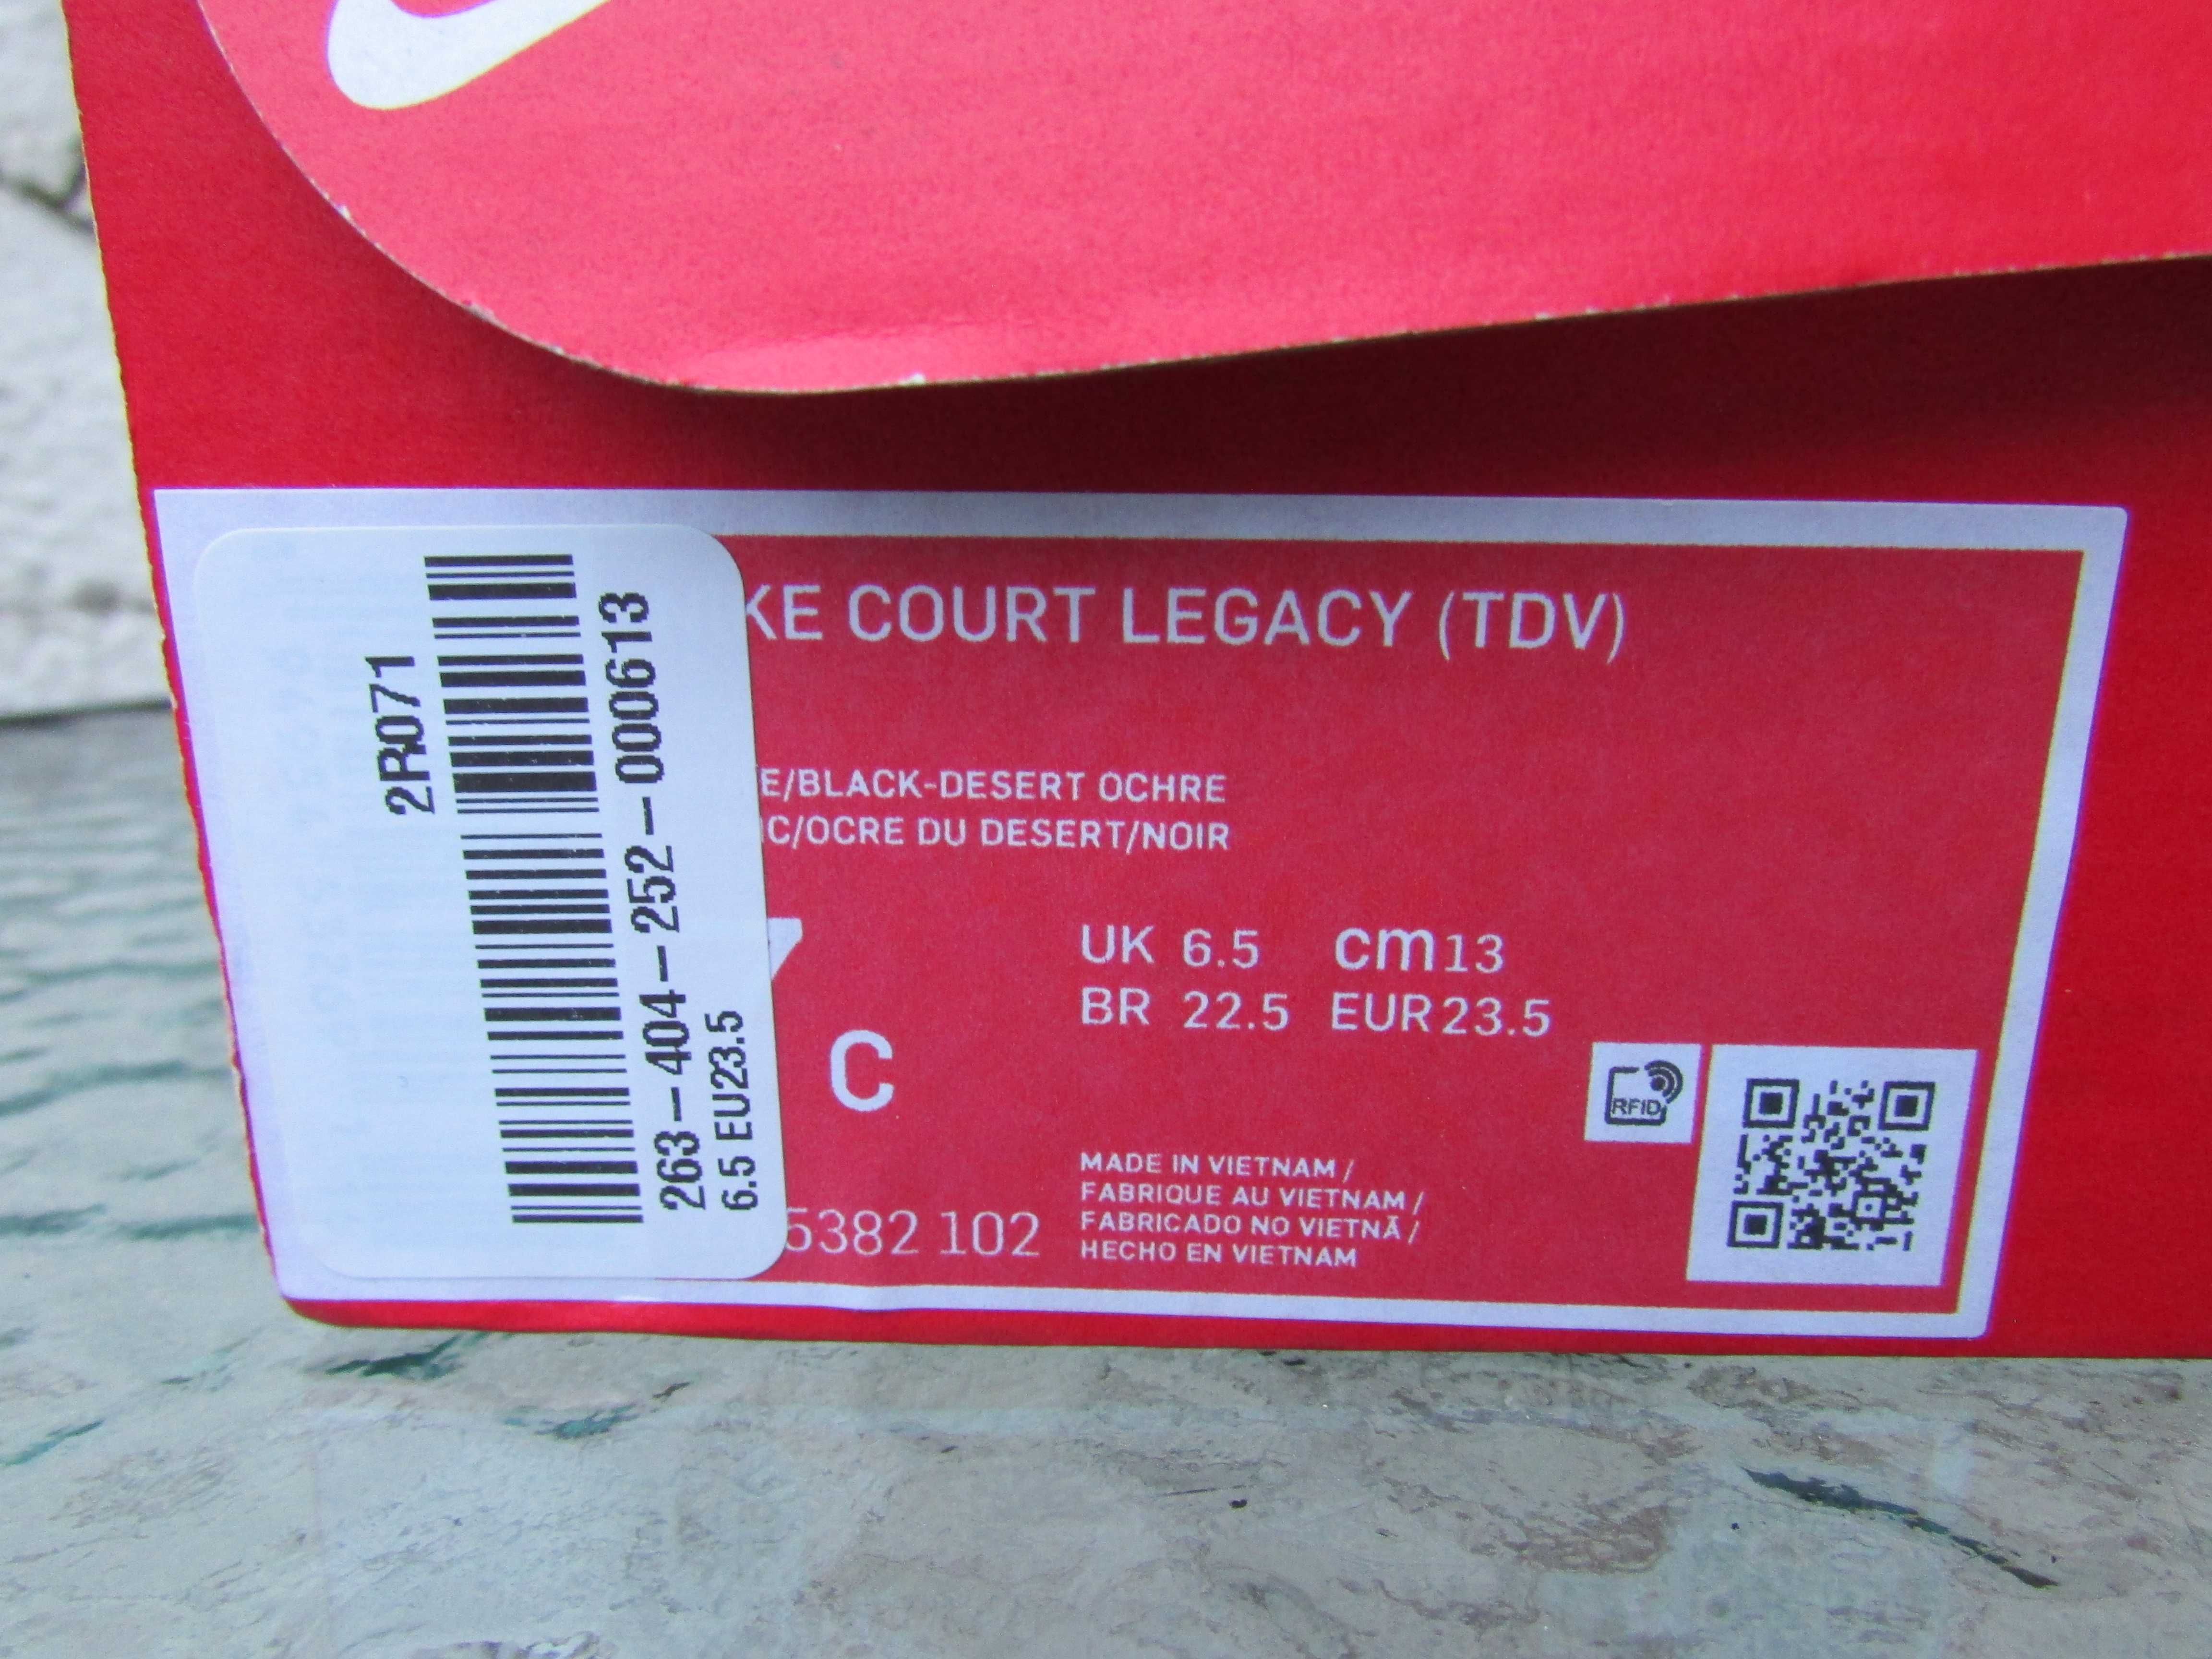 2R071
263-404-252-000613
6.5 EU23.5
KE COURT LEGACY (TDV)
E/BLACK-DESERT OCHRE
IC/OCRE DU DESERT/NOIR
7
C
UK 6.5 cm 13
BR 22.5 EUR 23.5
RFID
5382 102
MADE IN VIETNAM /
FABRIQUE AU VIETNAM /
FABRICADO NO VIETNÃ /
HECHO EN VIETNAM